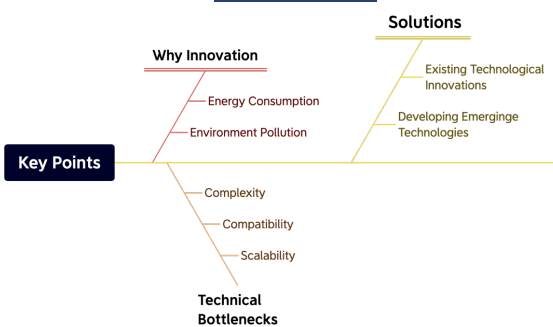 Solutions
Why Innovation
Existing Technological
Innovations
Energy Consumption
Developing Emerginge
Technologies
Environment Pollution
Key Points
Complexity
Compatibility
Scalability
Technical
Bottlenecks